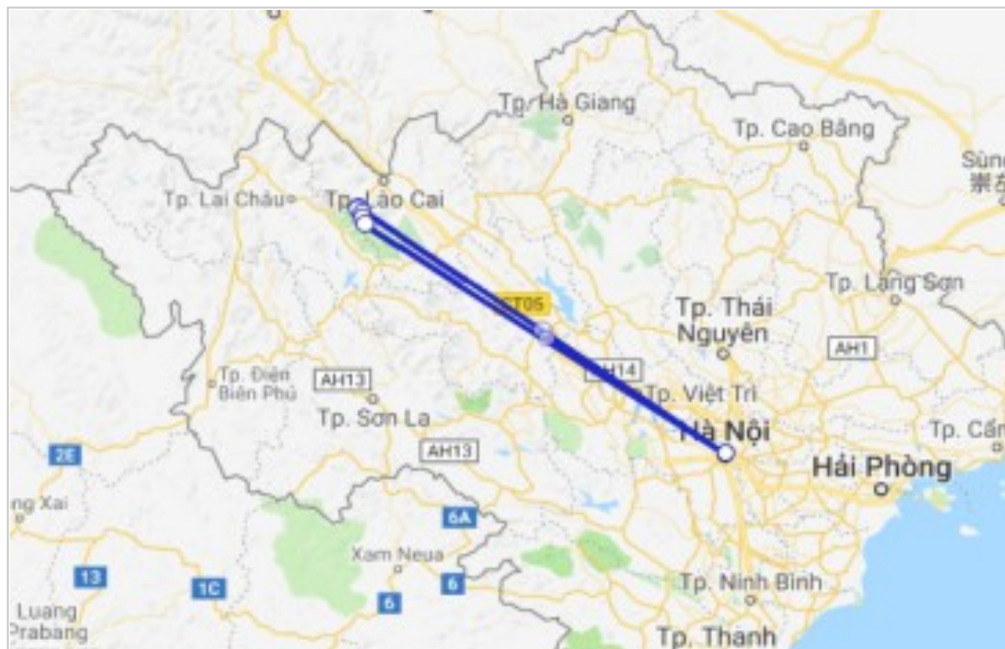 Tp. Hà Giang
Tp. Cao Bằng
Sùng
崇左
Tp. Lai Châu
Tp. Lào Cai
Tp. Lạng Sơn
CT05
Tp. Thái
Nguyên
AH1
AH14
Tp. Điện
Biên Phủ
AH13
Tp. Việt Trì
Tp. Sơn La
Hà Nội
Tp. Cẩm
2E
AH13
Hải Phòng
ng Xai
6A
Xam Neua
13
1C
6
6
Tp. Ninh Bình
Luang
Prabang
Tp. Thanh